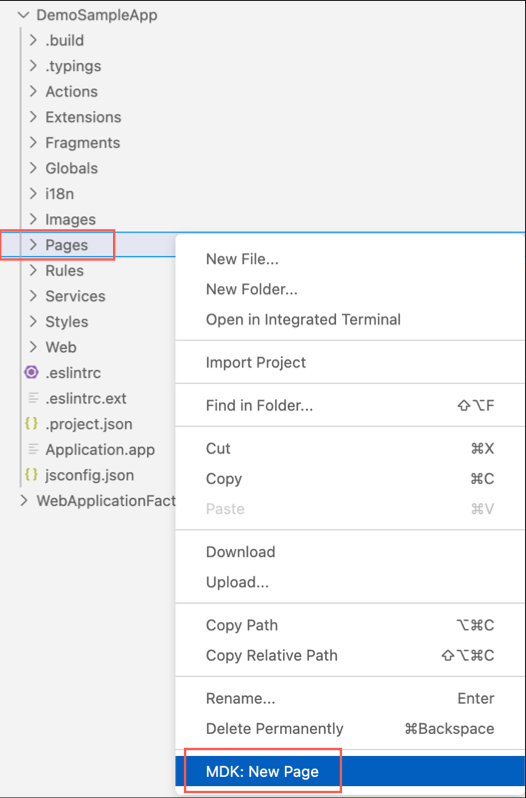 DemoSampleApp
.build
.typings
Actions
Extensions
Fragments
Globals
i18n
Images
Pages
Rules
Services
Styles
Web
.eslintrc
.eslintrc.ext
{} .project.json
Application.app
{} jsconfig.json
WebApplicationFact
New File...
New Folder...
Open in Integrated Terminal
Import Project
Find in Folder... ⇧⌥F
Cut ⌘X
Copy ⌘C
Paste ⌘V
Download
Upload...
Copy Path ⌥⌘C
Copy Relative Path ⇧⌥⌘C
Rename... Enter
Delete Permanently ⌘Backspace
MDK: New Page